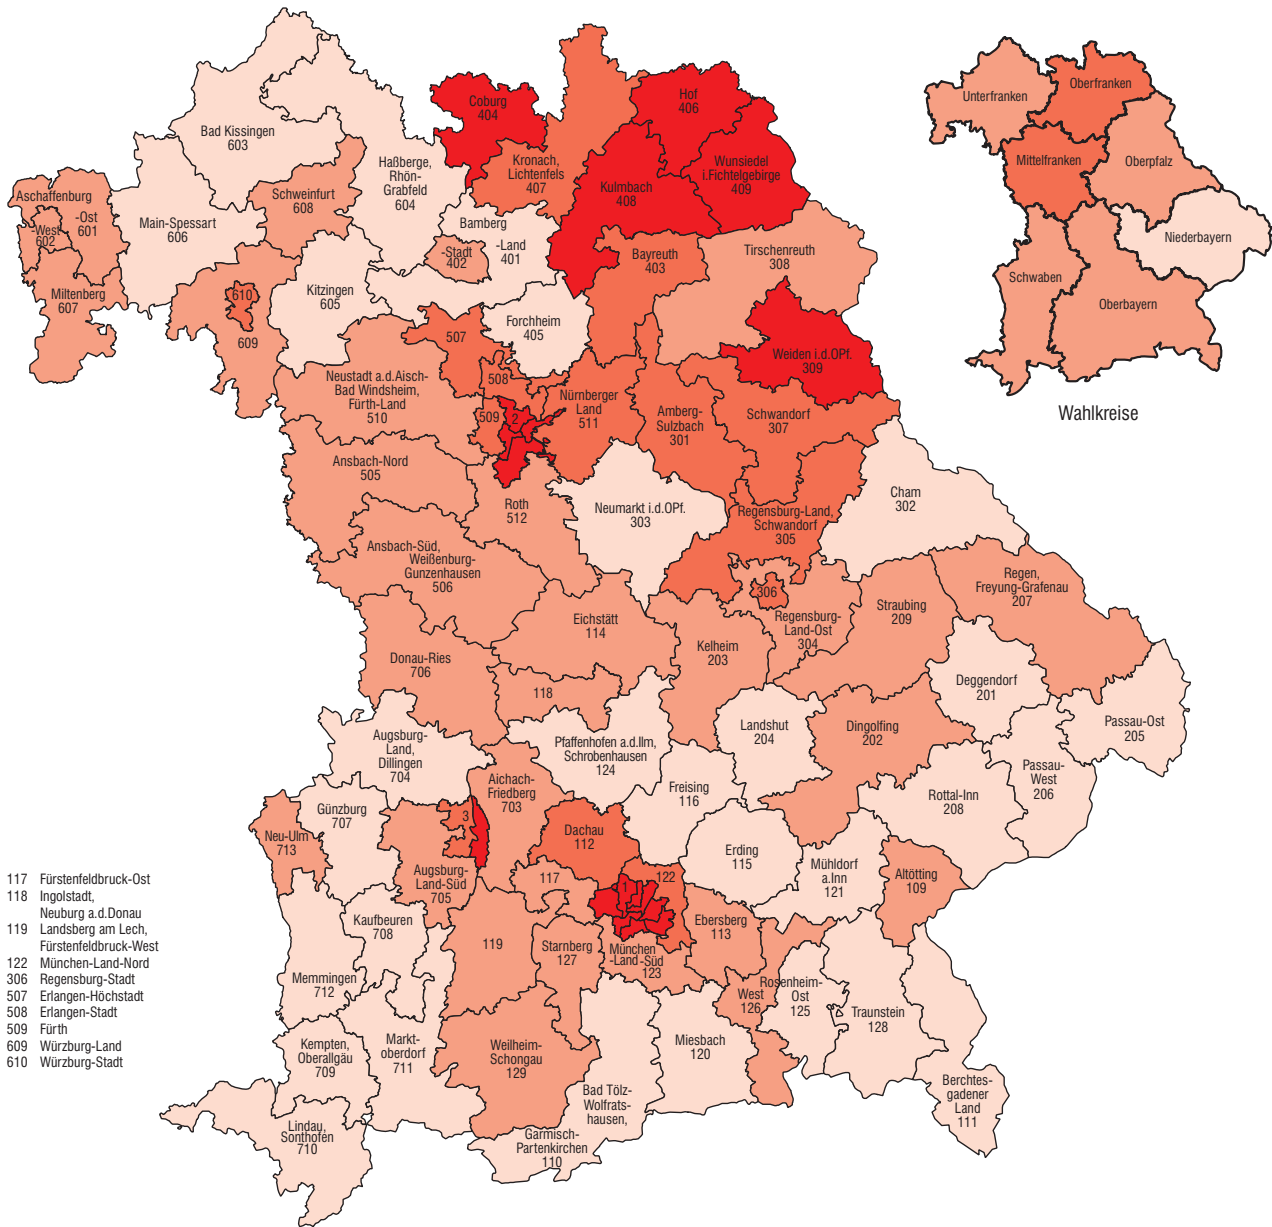 Coburg
404
Hof
406
Bad Kissingen
603
Haßberge,
Rhön-
Grabfeld
604
Kronach,
Lichtenfels
407
Kulmbach
408
Wunsiedel
i.Fichtelgebirge
409
Aschaffenburg
-Ost
601
-West
602
Main-Spessart
606
Schweinfurt
608
Bamberg
-Land
401
-Stadt
402
Bayreuth
403
Tirschenreuth
308
Miltenberg
607
610
609
Kitzingen
605
Forchheim
405
507
508
509
2
Weiden i.d.OPf.
309
Neustadt a.d.Aisch-
Bad Windsheim,
Fürth-Land
510
Nürnberger
Land
511
Amberg-
Sulzbach
301
Schwandorf
307
Ansbach-Nord
505
Roth
512
Neumarkt i.d.OPf.
303
Cham
302
Regensburg-Land,
Schwandorf
305
Ansbach-Süd,
Weißenburg-
Gunzenhausen
506
306
Regensburg-
Land-Ost
304
Straubing
209
Regen,
Freyung-Grafenau
207
Eichstätt
114
Kelheim
203
Donau-Ries
706
118
Deggendorf
201
Passau-Ost
205
Landshut
204
Dingolfing
202
Augsburg-
Land,
Dillingen
704
Pfaffenhofen a.d.Ilm,
Schrobenhausen
124
Passau-
West
206
Aichach-
Friedberg
703
Freising
116
Rottal-Inn
208
Günzburg
707
3
Neu-Ulm
713
Dachau
112
Erding
115
Mühldorf
a.Inn
121
Altötting
109
Augsburg-
Land-Süd
705
117
122
1
Kaufbeuren
708
Ebersberg
113
119
Starnberg
127
München
-Land-Süd
123
Memmingen
712
Rosenheim-
Ost
125
West
126
Traunstein
128
Kempten,
Oberallgäu
709
Markt-
oberdorf
711
Weilheim-
Schongau
129
Miesbach
120
Bad Tölz-
Wolfrats-
hausen,
Garmisch-
Partenkirchen
110
Berchtes-
gadener
Land
111
Lindau,
Sonthofen
710
Unterfranken
Oberfranken
Mittelfranken
Oberpfalz
Niederbayern
Schwaben
Oberbayern
Wahlkreise
117 Fürstenfeldbruck-Ost
118 Ingolstadt,
Neuburg a.d.Donau
119 Landsberg am Lech,
Fürstenfeldbruck-West
122 München-Land-Nord
306 Regensburg-Stadt
507 Erlangen-Höchstadt
508 Erlangen-Stadt
509 Fürth
609 Würzburg-Land
610 Würzburg-Stadt